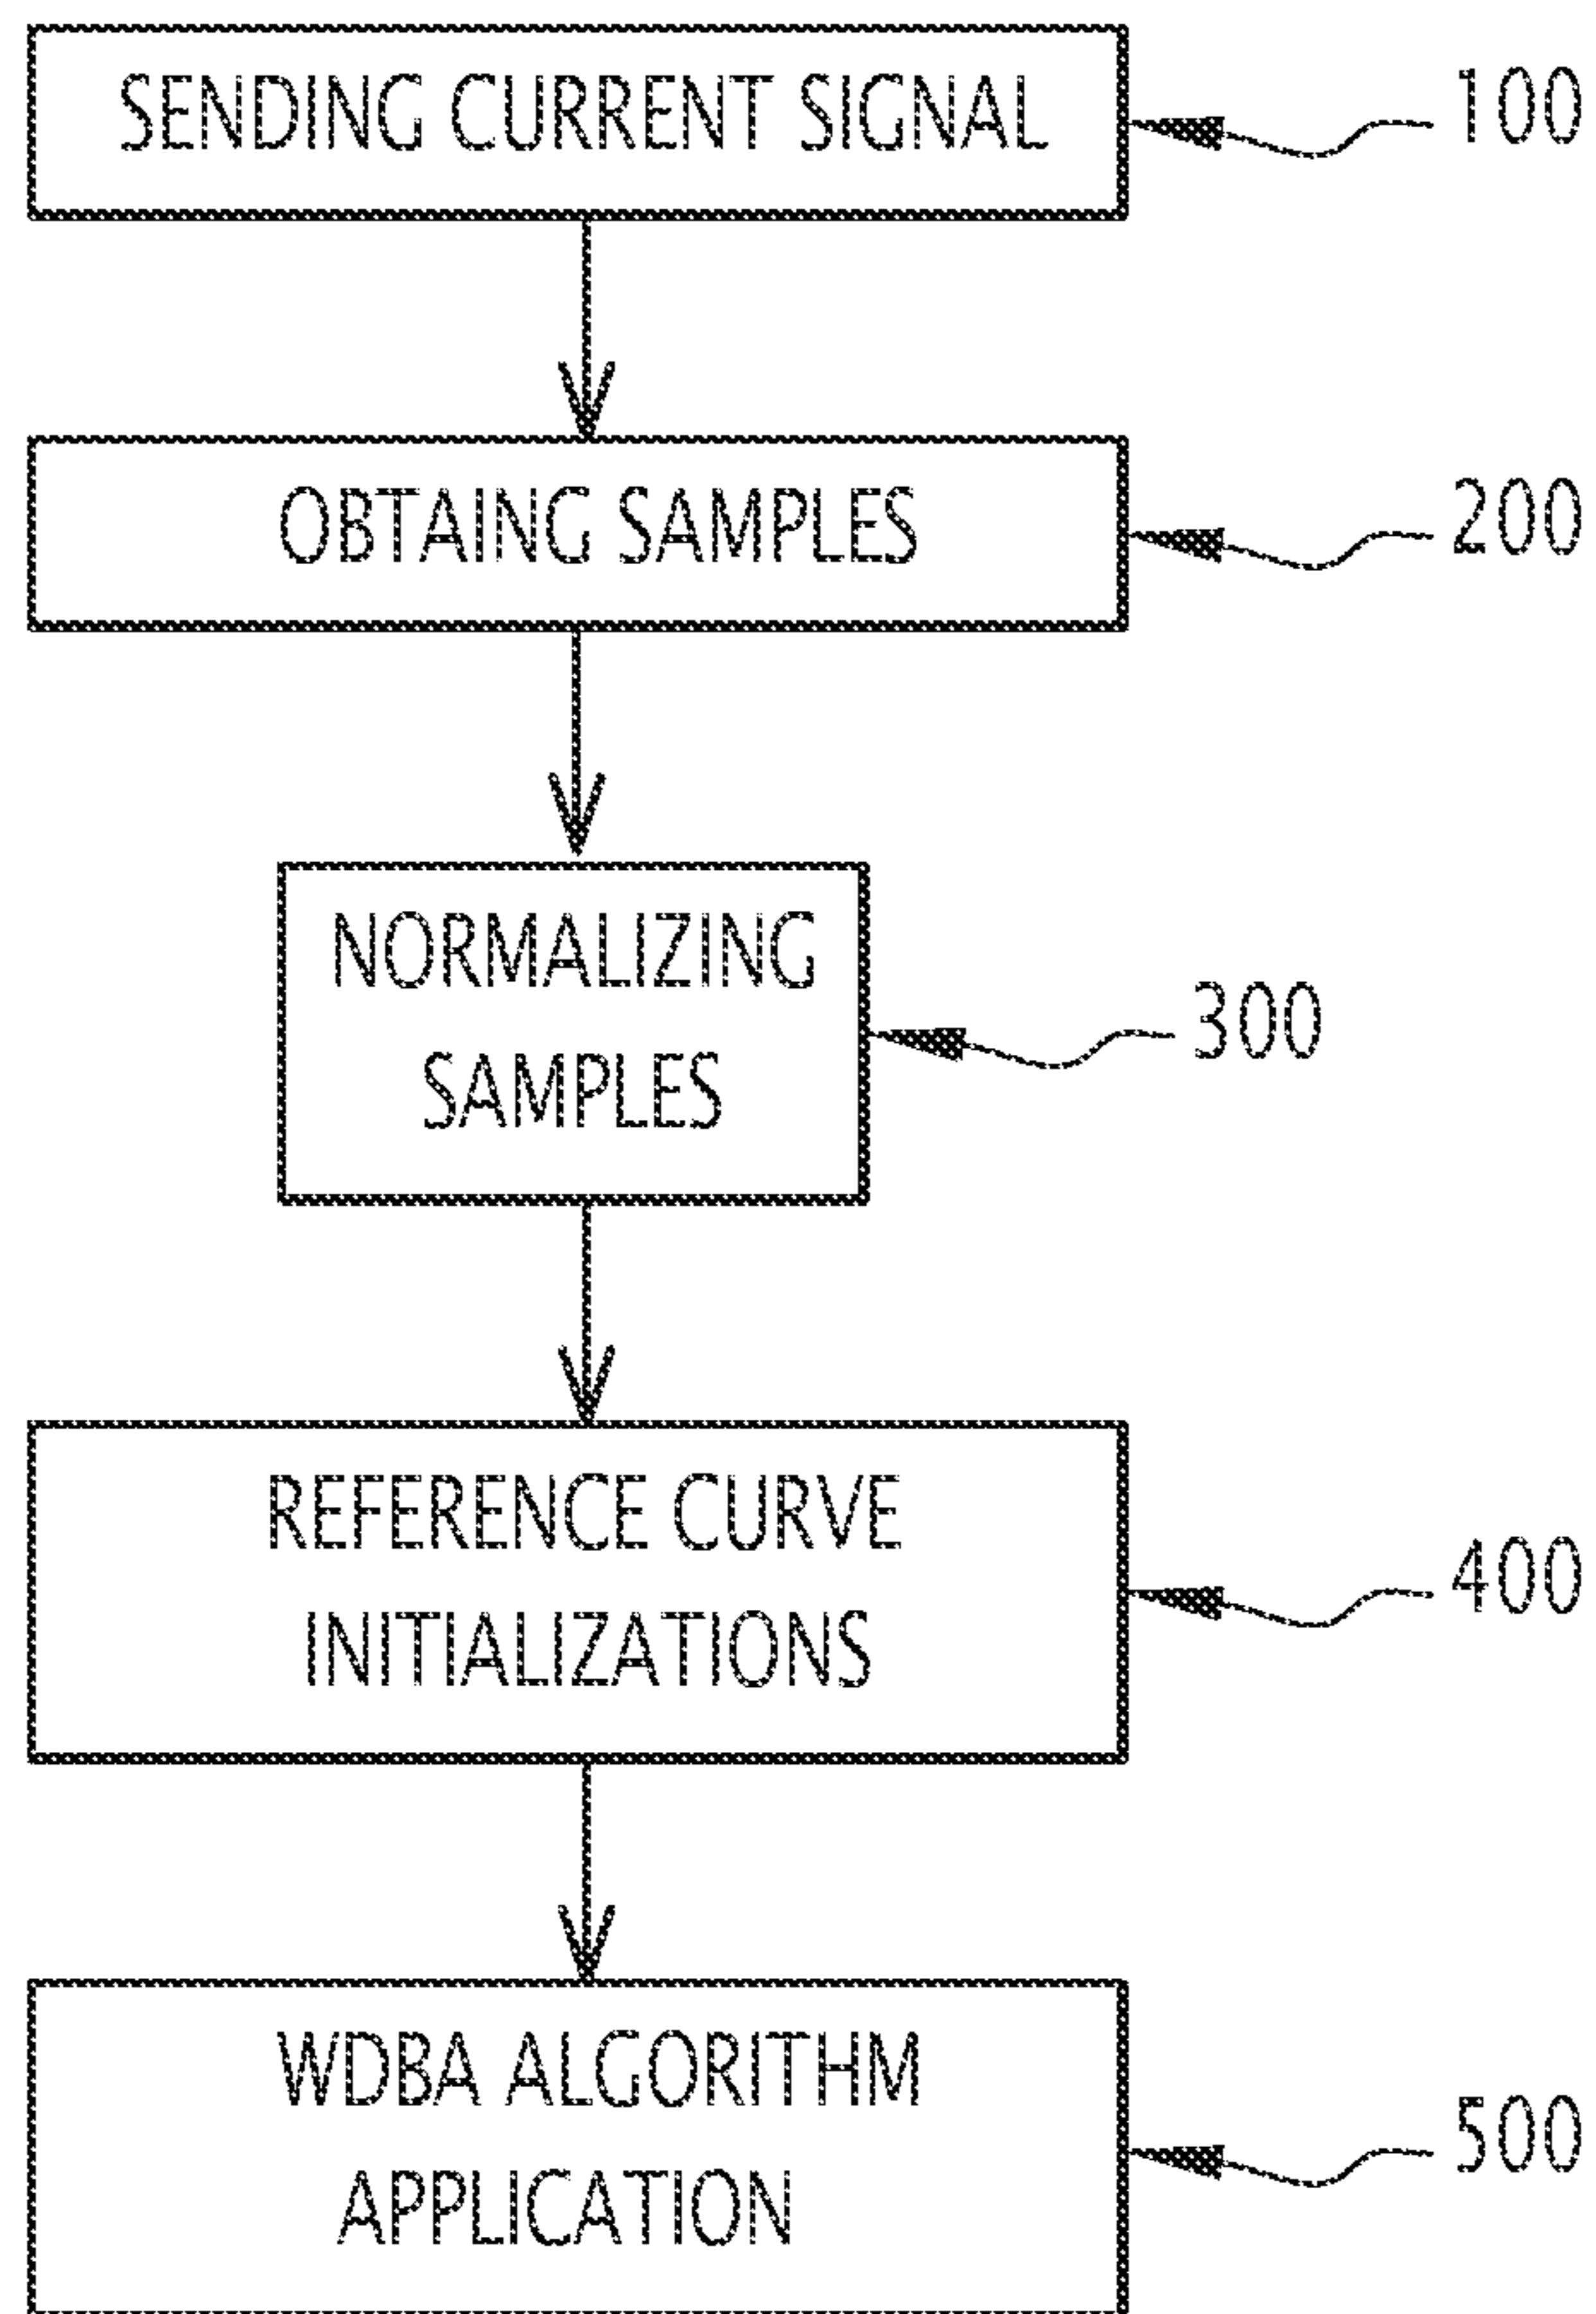 SENDING CURRENT SIGNAL
100
OBTAING SAMPLES
200
NORMALIZING
SAMPLES
300
REFERENCE CURVE
INITIALIZATIONS
400
WDBA ALGORITHM
APPLICATION
500